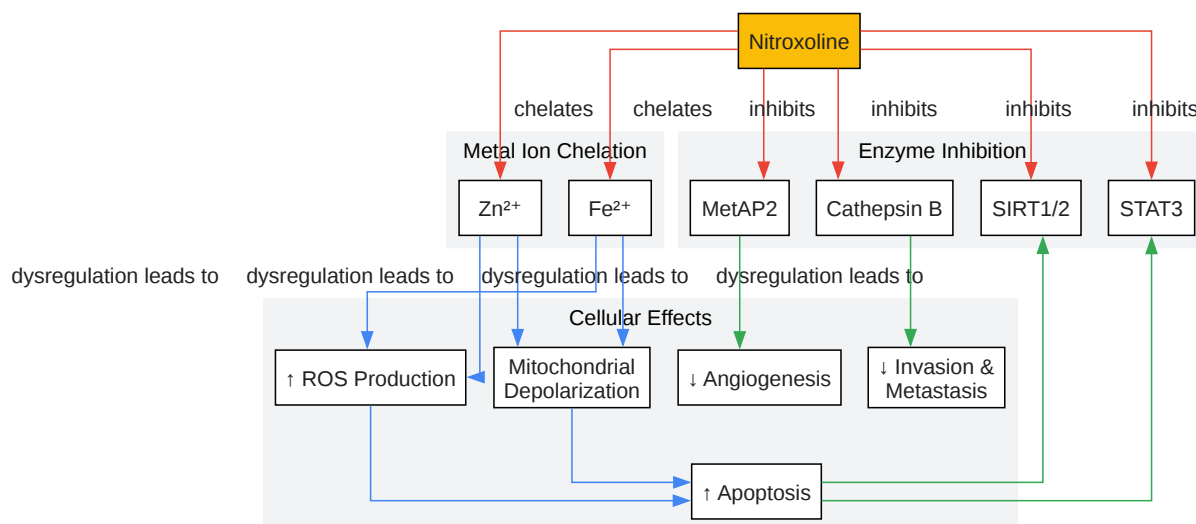 Nitroxoline
chelates
chelates
inhibits
inhibits
inhibits
inhibits
Metal Ion Chelation
Enzyme Inhibition
Zn²⁺
Fe²⁺
MetAP2
Cathepsin B
SIRT1/2
STAT3
dysregulation leads to
dysregulation leads to
dysregulation leads to
dysregulation leads to
Cellular Effects
↑ ROS Production
Mitochondrial
Depolarization
↓ Angiogenesis
↓ Invasion &
Metastasis
↑ Apoptosis